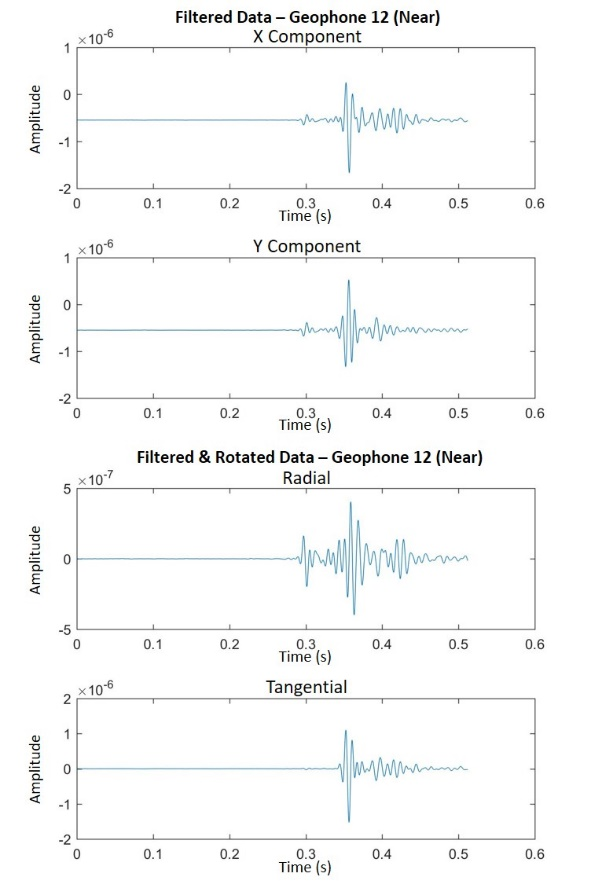 Filtered Data – Geophone 12 (Near)
X Component
×10⁻⁶
1
0
-1
-2
Amplitude
0 0.1 0.2 0.3 0.4 0.5 0.6
Time (s)
Y Component
×10⁻⁶
1
0
-1
-2
Amplitude
0 0.1 0.2 0.3 0.4 0.5 0.6
Time (s)
Filtered & Rotated Data – Geophone 12 (Near)
Radial
×10⁻⁷
5
0
-5
Amplitude
0 0.1 0.2 0.3 0.4 0.5 0.6
Time (s)
Tangential
×10⁻⁶
2
1
0
-1
-2
Amplitude
0 0.1 0.2 0.3 0.4 0.5 0.6
Time (s)